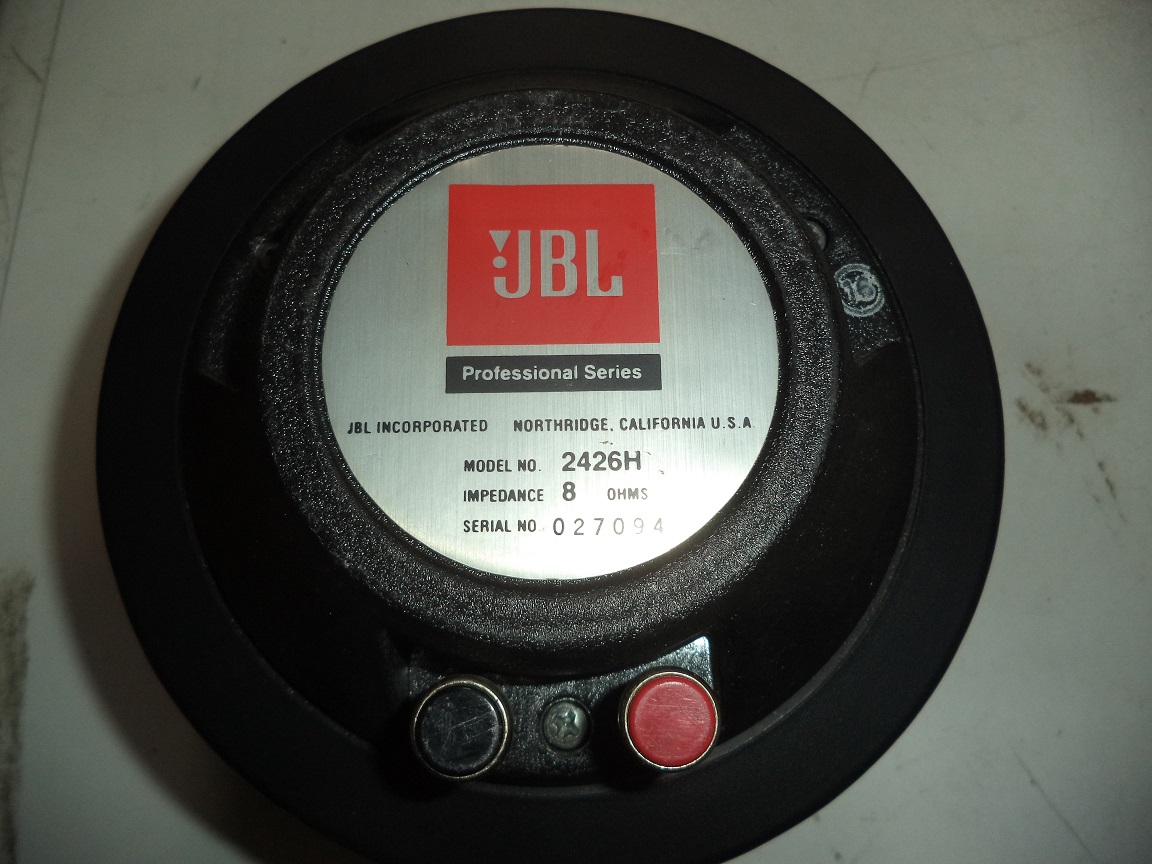 JBL
Professional Series
JBL INCORPORATED NORTHRIDGE, CALIFORNIA U.S.A
MODEL NO. 2426H
IMPEDANCE 8 OHMS
SERIAL NO. 027094